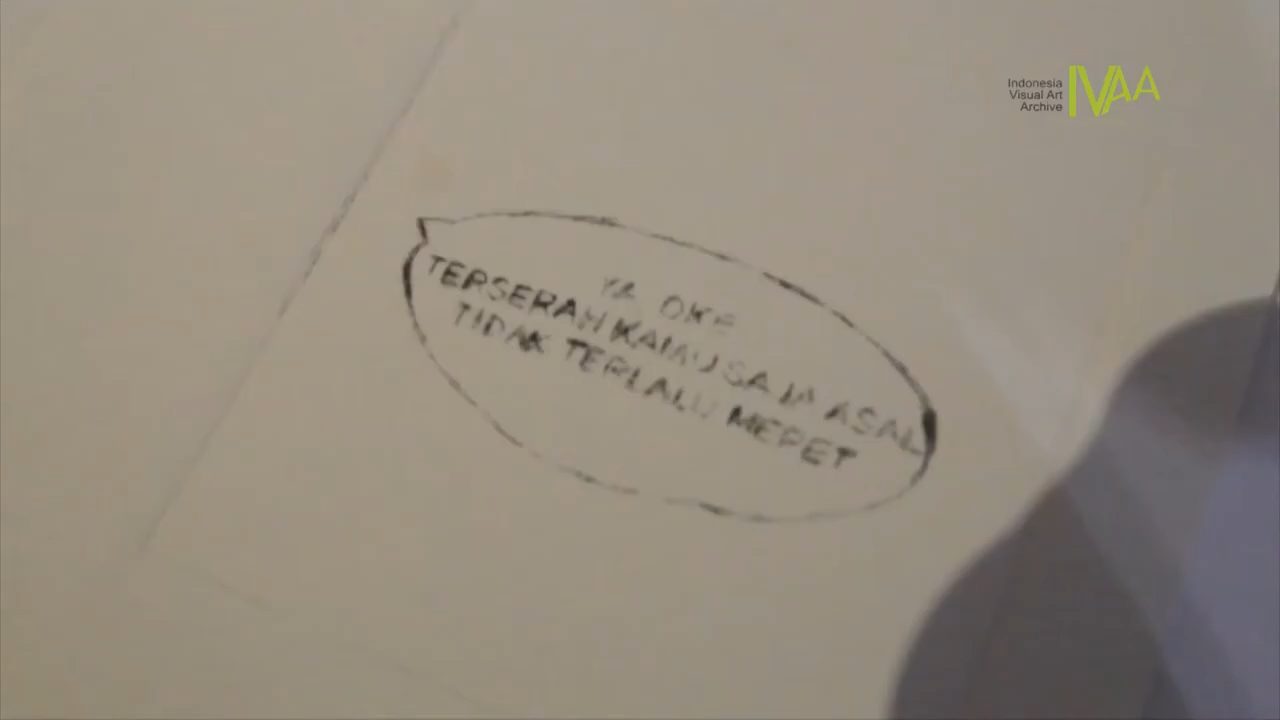 Indonesia
Visual Art
Archive
IVAA
YA OKE
TERSERAH KAMU SAJA ASAL
TIDAK TERLALU MEPET